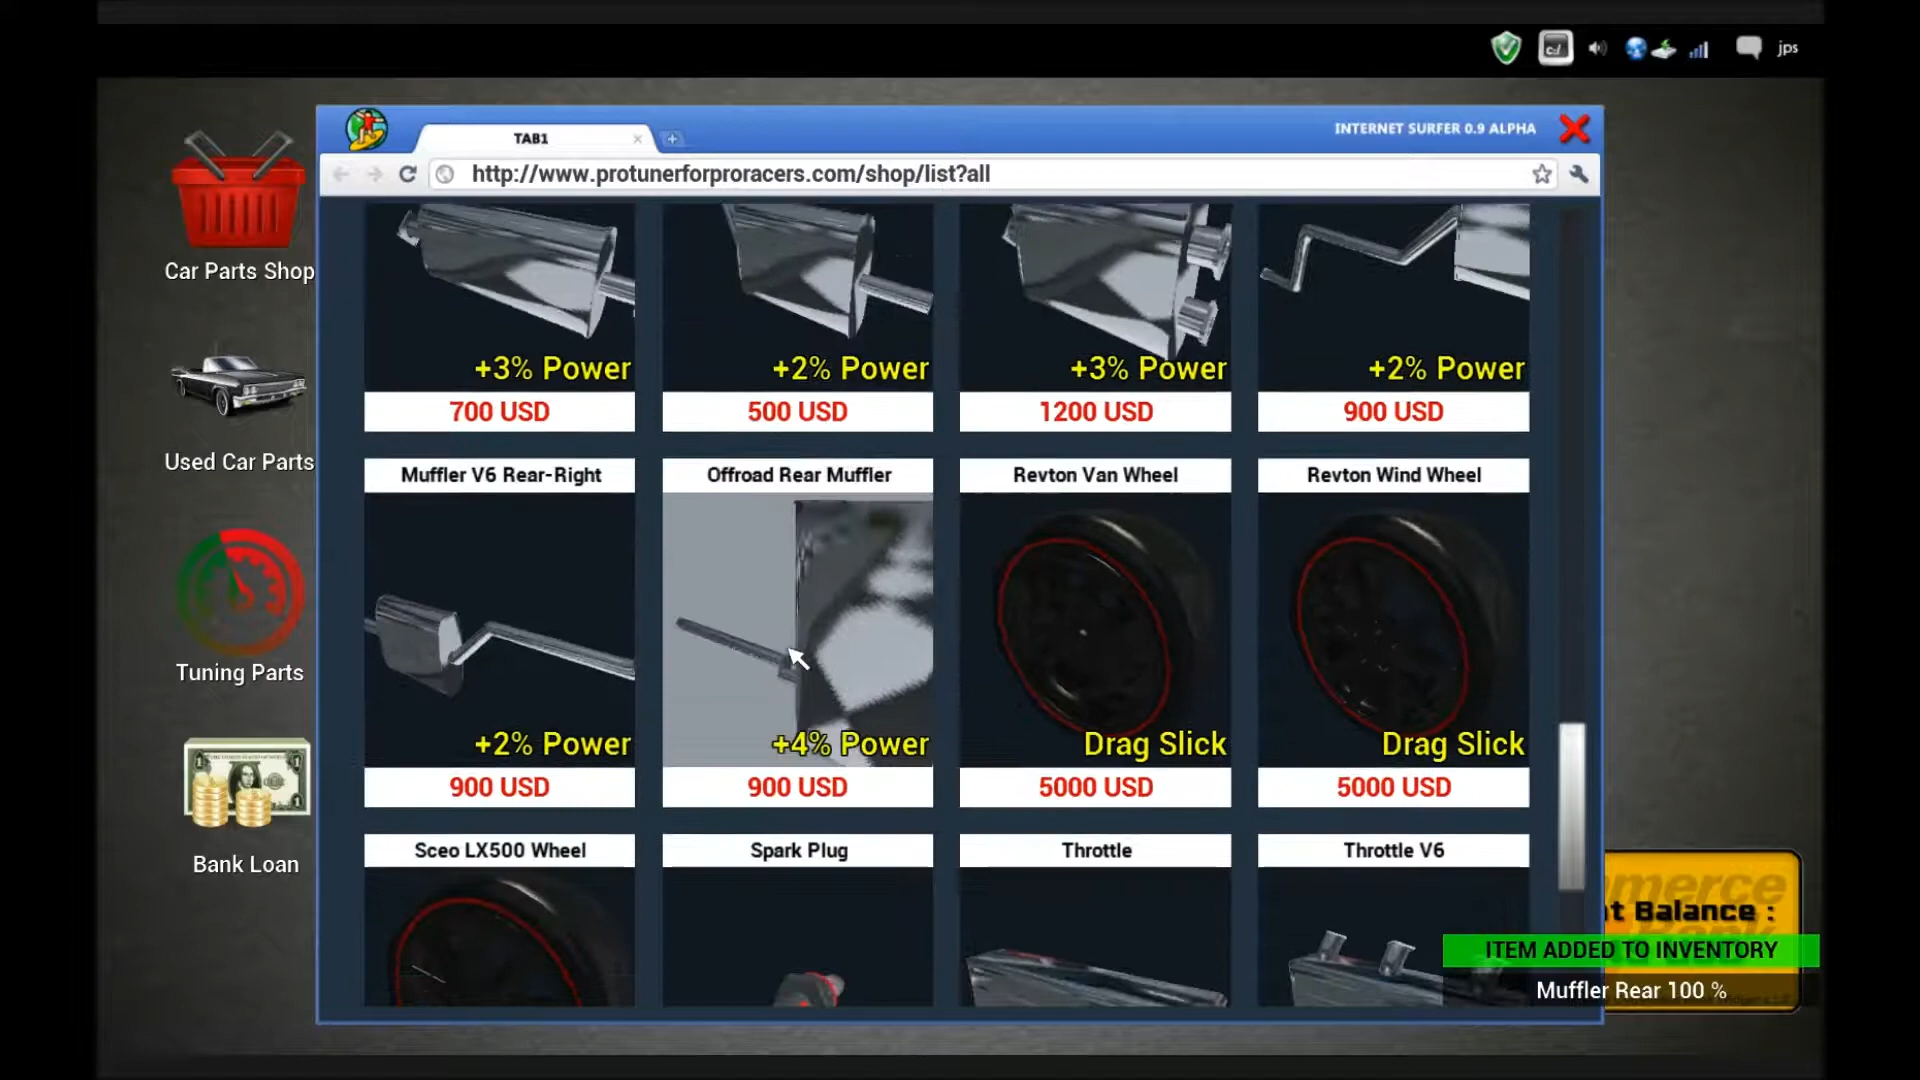 c:/
jps
TAB1
INTERNET SURFER 0.9 ALPHA
http://www.protunerforproracers.com/shop/list?all
Car Parts Shop
Used Car Parts
Tuning Parts
Bank Loan
+3% Power
+2% Power
+3% Power
+2% Power
700 USD
500 USD
1200 USD
900 USD
Muffler V6 Rear-Right
Offroad Rear Muffler
Revton Van Wheel
Revton Wind Wheel
+2% Power
+4% Power
Drag Slick
Drag Slick
900 USD
900 USD
5000 USD
5000 USD
Sceo LX500 Wheel
Spark Plug
Throttle
Throttle V6
Balance :
ITEM ADDED TO INVENTORY
Muffler Rear 100 %